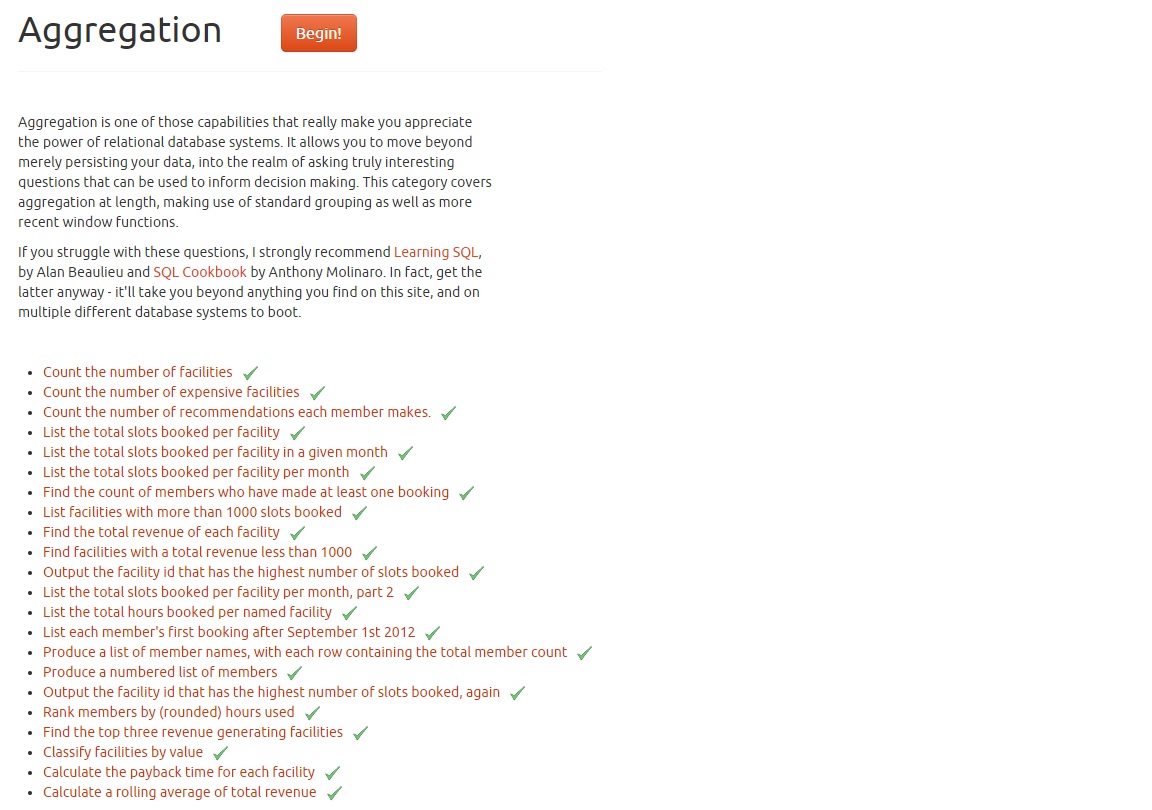 Aggregation
Begin!
Aggregation is one of those capabilities that really make you appreciate
the power of relational database systems. It allows you to move beyond
merely persisting your data, into the realm of asking truly interesting
questions that can be used to inform decision making. This category covers
aggregation at length, making use of standard grouping as well as more
recent window functions.
If you struggle with these questions, I strongly recommend Learning SQL,
by Alan Beaulieu and SQL Cookbook by Anthony Molinaro. In fact, get the
latter anyway - it'll take you beyond anything you find on this site, and on
multiple different database systems to boot.
Count the number of facilities
Count the number of expensive facilities
Count the number of recommendations each member makes.
List the total slots booked per facility
List the total slots booked per facility in a given month
List the total slots booked per facility per month
Find the count of members who have made at least one booking
List facilities with more than 1000 slots booked
Find the total revenue of each facility
Find facilities with a total revenue less than 1000
Output the facility id that has the highest number of slots booked
List the total slots booked per facility per month, part 2
List the total hours booked per named facility
List each member's first booking after September 1st 2012
Produce a list of member names, with each row containing the total member count
Produce a numbered list of members
Output the facility id that has the highest number of slots booked, again
Rank members by (rounded) hours used
Find the top three revenue generating facilities
Classify facilities by value
Calculate the payback time for each facility
Calculate a rolling average of total revenue